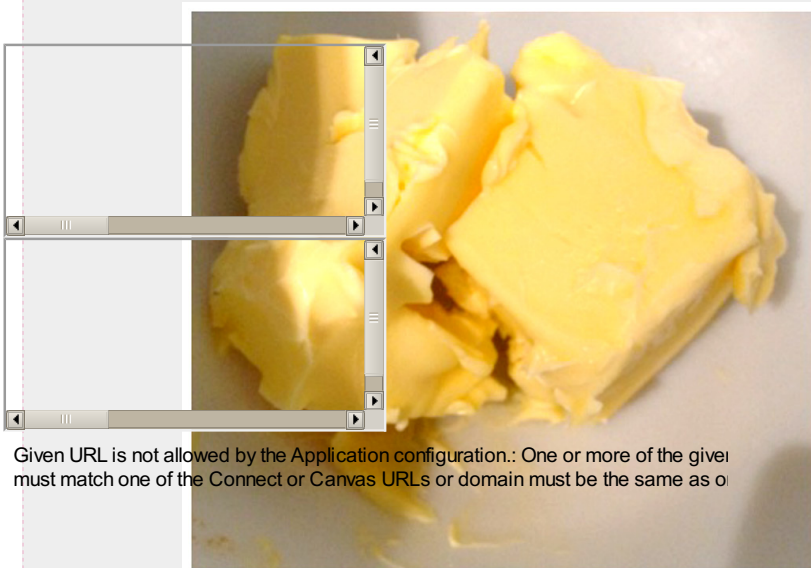 Given URL is not allowed by the Application configuration.: One or more of the given
must match one of the Connect or Canvas URLs or domain must be the same as o